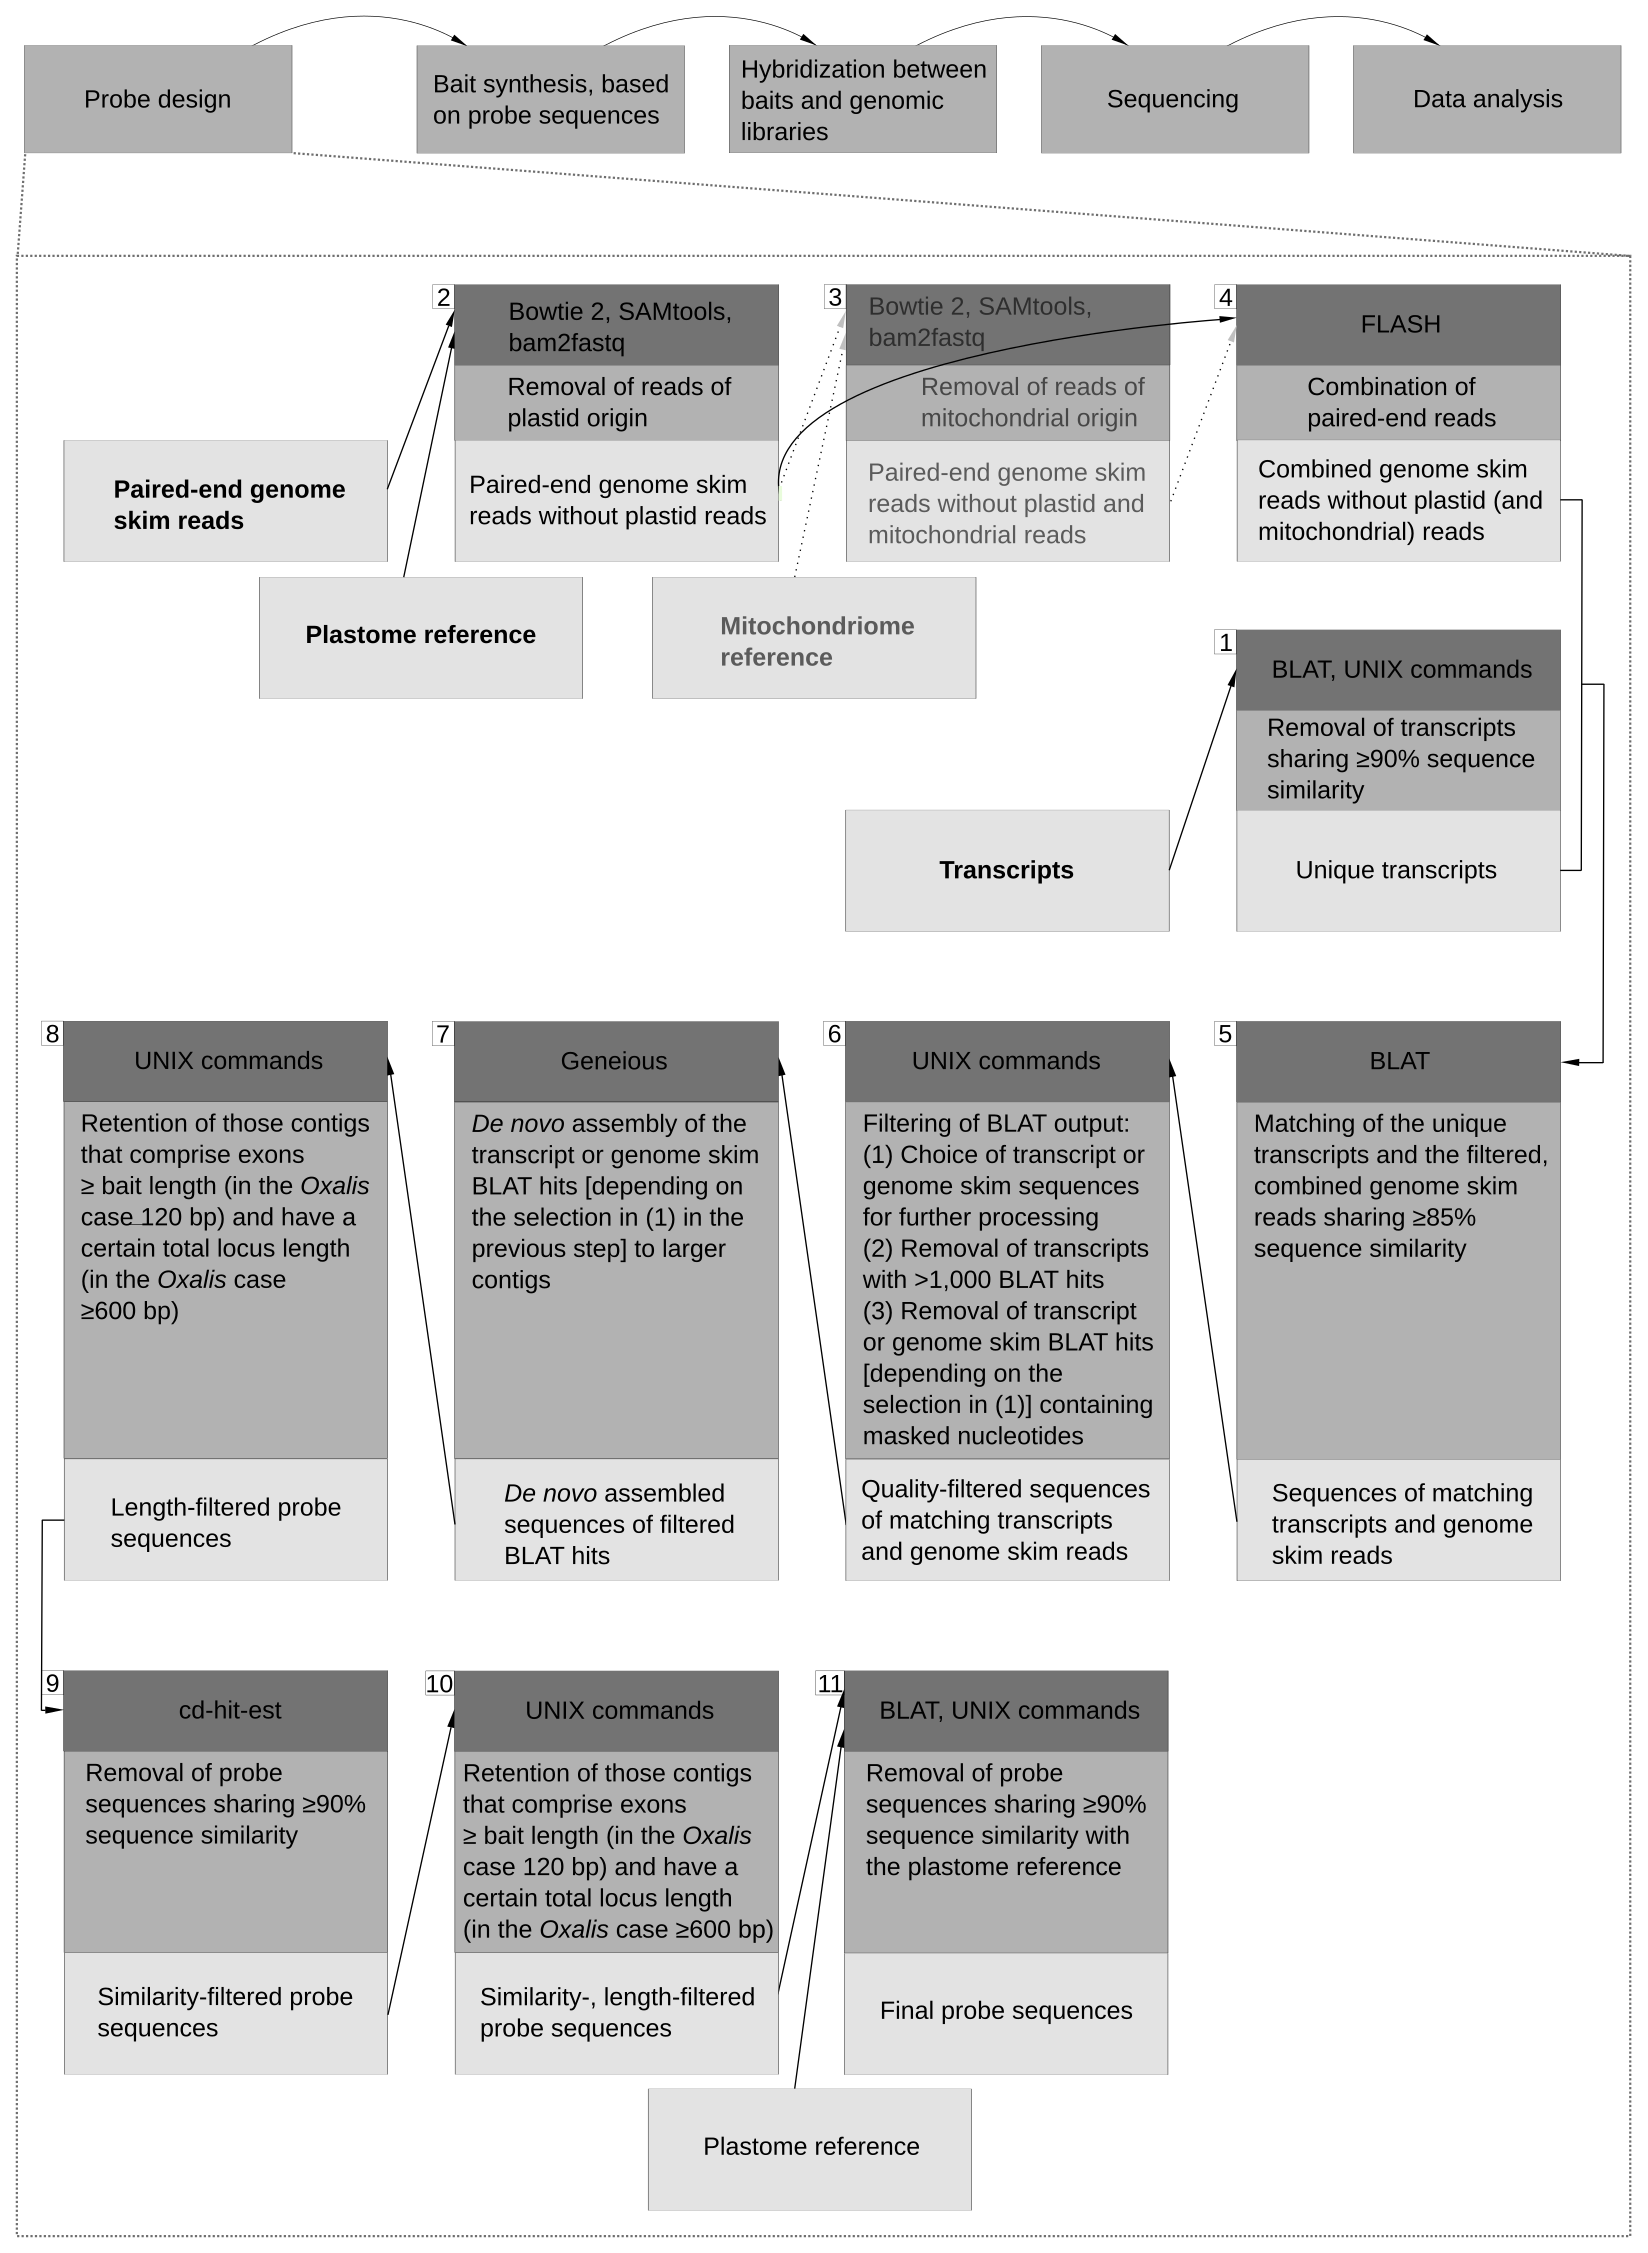 Probe design
Bait synthesis, based
on probe sequences
Hybridization between
baits and genomic
libraries
Sequencing
Data analysis
2
Bowtie 2, SAMtools,
bam2fastq
Removal of reads of
plastid origin
Paired-end genome skim
reads without plastid reads
3
Bowtie 2, SAMtools,
bam2fastq
Removal of reads of
mitochondrial origin
Paired-end genome skim
reads without plastid and
mitochondrial reads
4
FLASH
Combination of
paired-end reads
Combined genome skim
reads without plastid (and
mitochondrial) reads
Paired-end genome
skim reads
Plastome reference
Mitochondriome
reference
1
BLAT, UNIX commands
Removal of transcripts
sharing ≥90% sequence
similarity
Unique transcripts
Transcripts
8
UNIX commands
Retention of those contigs
that comprise exons
≥ bait length (in the Oxalis
case 120 bp) and have a
certain total locus length
(in the Oxalis case
≥600 bp)
Length-filtered probe
sequences
7
Geneious
De novo assembly of the
transcript or genome skim
BLAT hits [depending on
the selection in (1) in the
previous step] to larger
contigs
De novo assembled
sequences of filtered
BLAT hits
6
UNIX commands
Filtering of BLAT output:
(1) Choice of transcript or
genome skim sequences
for further processing
(2) Removal of transcripts
with >1,000 BLAT hits
(3) Removal of transcript
or genome skim BLAT hits
[depending on the
selection in (1)] containing
masked nucleotides
Quality-filtered sequences
of matching transcripts
and genome skim reads
5
BLAT
Matching of the unique
transcripts and the filtered,
combined genome skim
reads sharing ≥85%
sequence similarity
Sequences of matching
transcripts and genome
skim reads
9
cd-hit-est
Removal of probe
sequences sharing ≥90%
sequence similarity
Similarity-filtered probe
sequences
10
UNIX commands
Retention of those contigs
that comprise exons
≥ bait length (in the Oxalis
case 120 bp) and have a
certain total locus length
(in the Oxalis case ≥600 bp)
Similarity-, length-filtered
probe sequences
11
BLAT, UNIX commands
Removal of probe
sequences sharing ≥90%
sequence similarity with
the plastome reference
Final probe sequences
Plastome reference